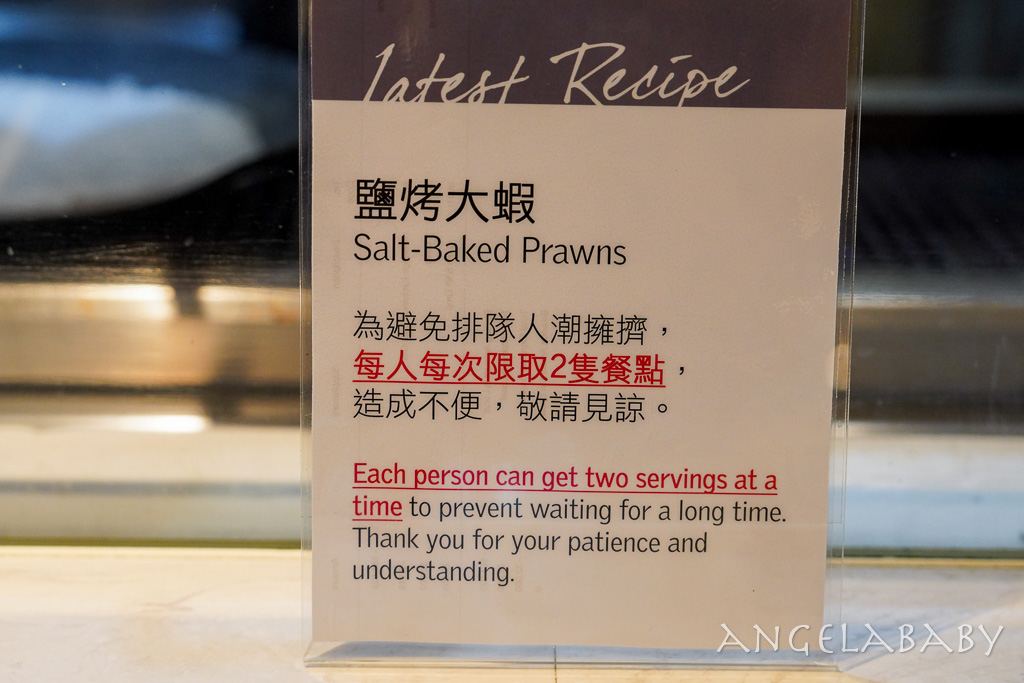 Latest Recipe
鹽烤大蝦
Salt-Baked Prawns
為避免排隊人潮擁擠，
每人每次限取2隻餐點，
造成不便，敬請見諒。
Each person can get two servings at a
time to prevent waiting for a long time.
Thank you for your patience and
understanding.
ANGELABABY